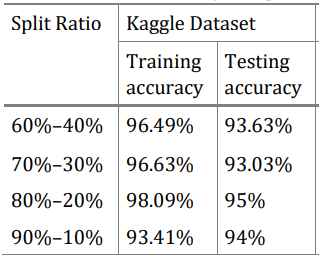 Split Ratio Kaggle Dataset
Training Testing
accuracy accuracy
60%–40% 96.49% 93.63%
70%–30% 96.63% 93.03%
80%–20% 98.09% 95%
90%–10% 93.41% 94%